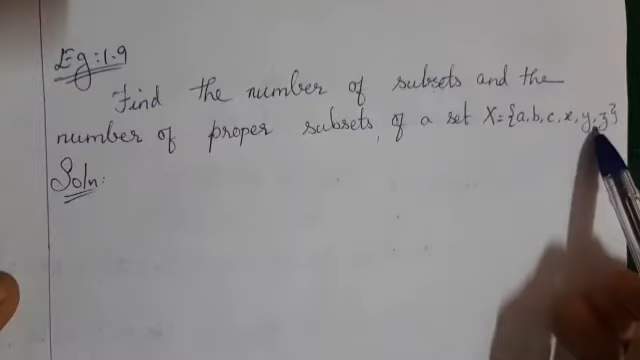 Eg:1.9
Find the number of subsets and the
number of proper subsets, of a set X={a,b,c,x,y,z}
Soln: